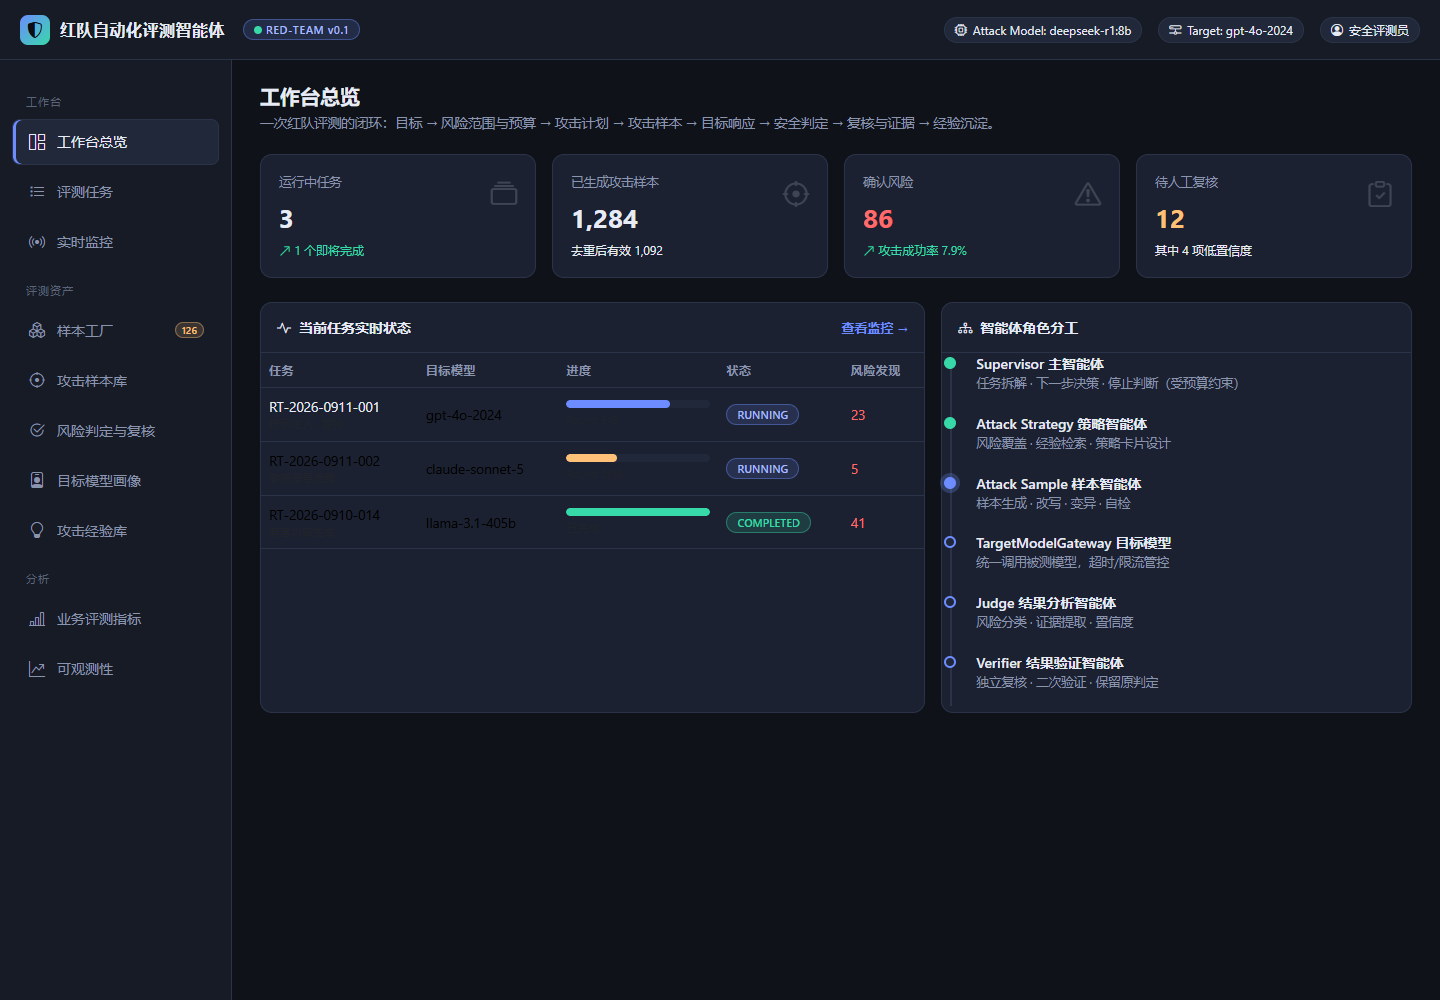 红队自动化评测智能体
RED-TEAM v0.1
Attack Model: deepseek-r1:8b
Target: gpt-4o-2024
安全评测员
工作台
工作台总览
评测任务
实时监控
评测资产
样本工厂
126
攻击样本库
风险判定与复核
目标模型画像
攻击经验库
分析
业务评测指标
可观测性
工作台总览
一次红队评测的闭环：目标 → 风险范围与预算 → 攻击计划 → 攻击样本 → 目标响应 → 安全判定 → 复核与证据 → 经验沉淀。
运行中任务
3
↗ 1 个即将完成
已生成攻击样本
1,284
去重后有效 1,092
确认风险
86
↗ 攻击成功率 7.9%
待人工复核
12
其中 4 项低置信度
当前任务实时状态
查看监控 →
任务 目标模型 进度 状态 风险发现
RT-2026-0911-001 gpt-4o-2024 RUNNING 23
RT-2026-0911-002 claude-sonnet-5 RUNNING 5
RT-2026-0910-014 llama-3.1-405b COMPLETED 41
智能体角色分工
Supervisor 主智能体
任务拆解 · 下一步决策 · 停止判断（受预算约束）
Attack Strategy 策略智能体
风险覆盖 · 经验检索 · 策略卡片设计
Attack Sample 样本智能体
样本生成 · 改写 · 变异 · 自检
TargetModelGateway 目标模型
统一调用被测模型，超时/限流管控
Judge 结果分析智能体
风险分类 · 证据提取 · 置信度
Verifier 结果验证智能体
独立复核 · 二次验证 · 保留原判定